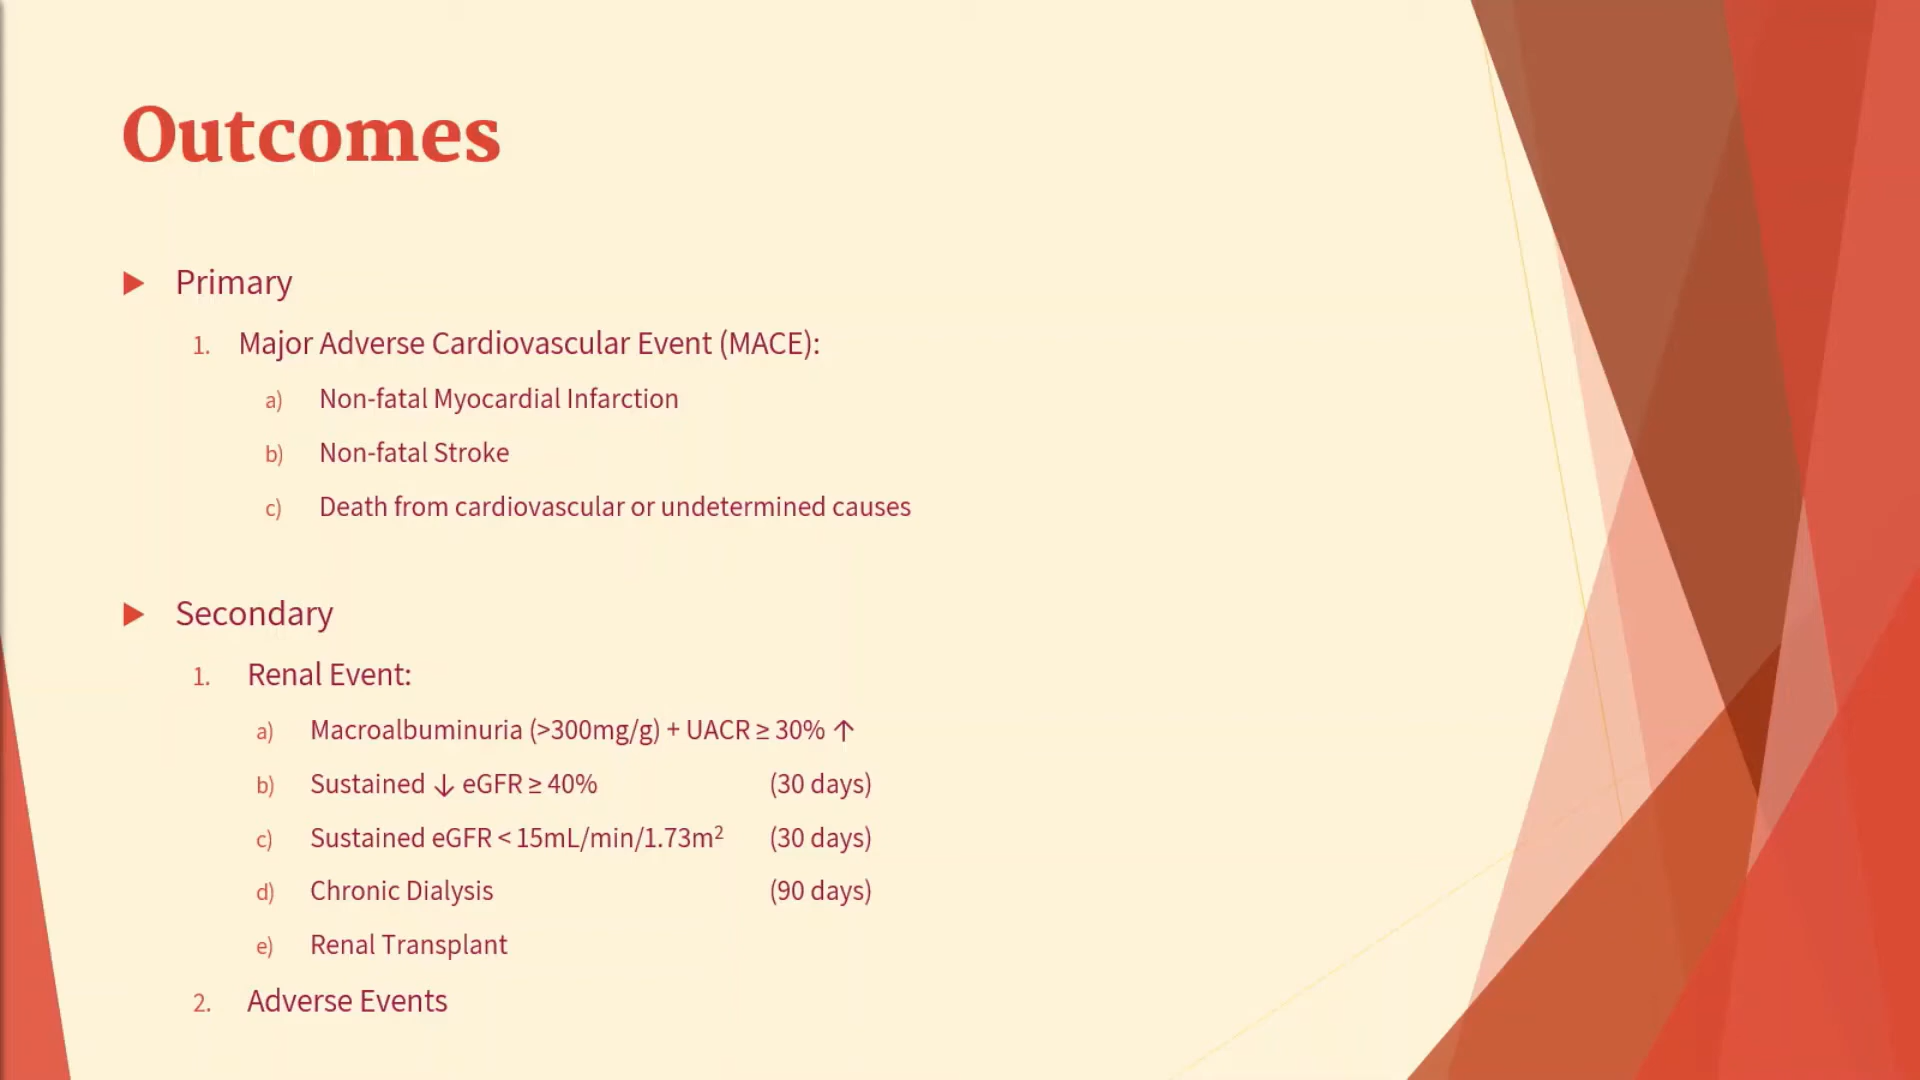 Outcomes
Primary
1. Major Adverse Cardiovascular Event (MACE):
a) Non-fatal Myocardial Infarction
b) Non-fatal Stroke
c) Death from cardiovascular or undetermined causes
Secondary
1. Renal Event:
a) Macroalbuminuria (>300mg/g) + UACR ≥ 30% ↑
b) Sustained ↓ eGFR ≥ 40% (30 days)
c) Sustained eGFR < 15mL/min/1.73m² (30 days)
d) Chronic Dialysis (90 days)
e) Renal Transplant
2. Adverse Events